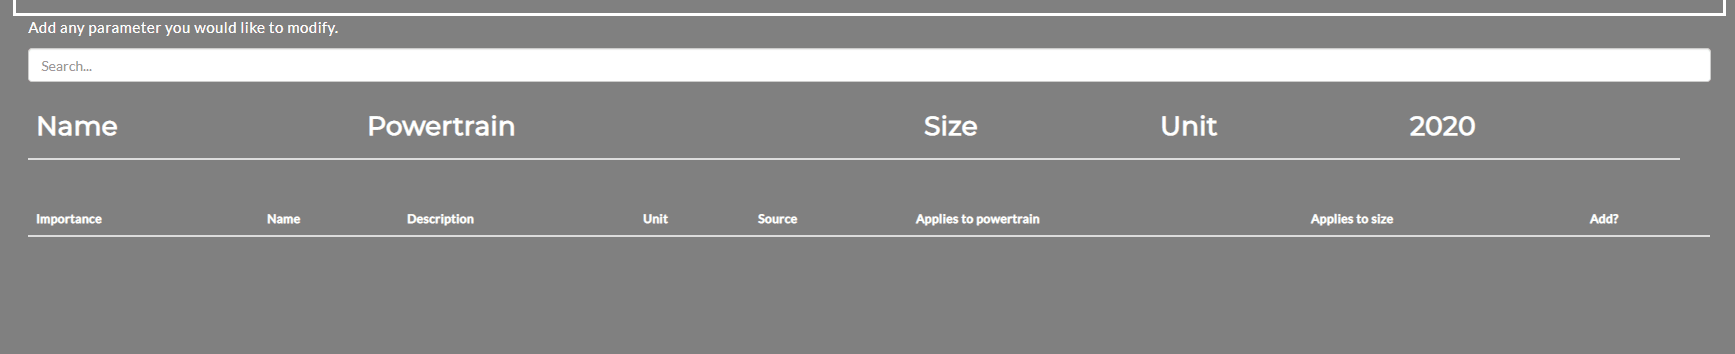 Add any parameter you would like to modify.
Search...
Name Powertrain Size Unit 2020
Importance Name Description Unit Source Applies to powertrain Applies to size Add?